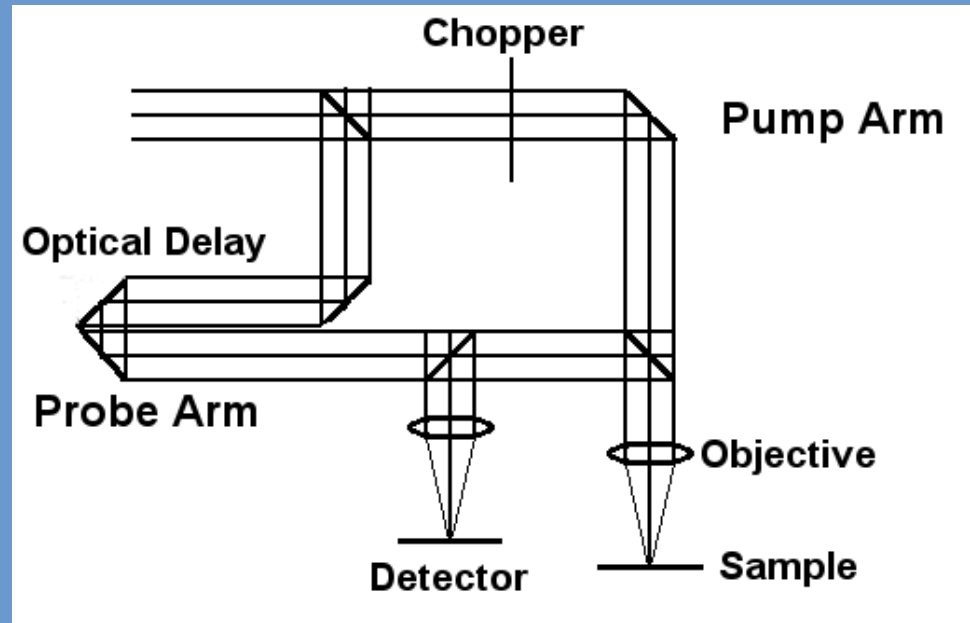 Chopper
Pump Arm
Optical Delay
Probe Arm
Objective
Detector
Sample